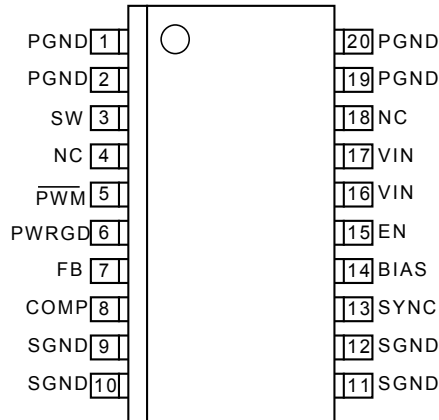 PGND 1 20 PGND
PGND 2 19 PGND
SW 3 18 NC
NC 4 17 VIN
PWM 5 16 VIN
PWRGD 6 15 EN
FB 7 14 BIAS
COMP 8 13 SYNC
SGND 9 12 SGND
SGND 10 11 SGND